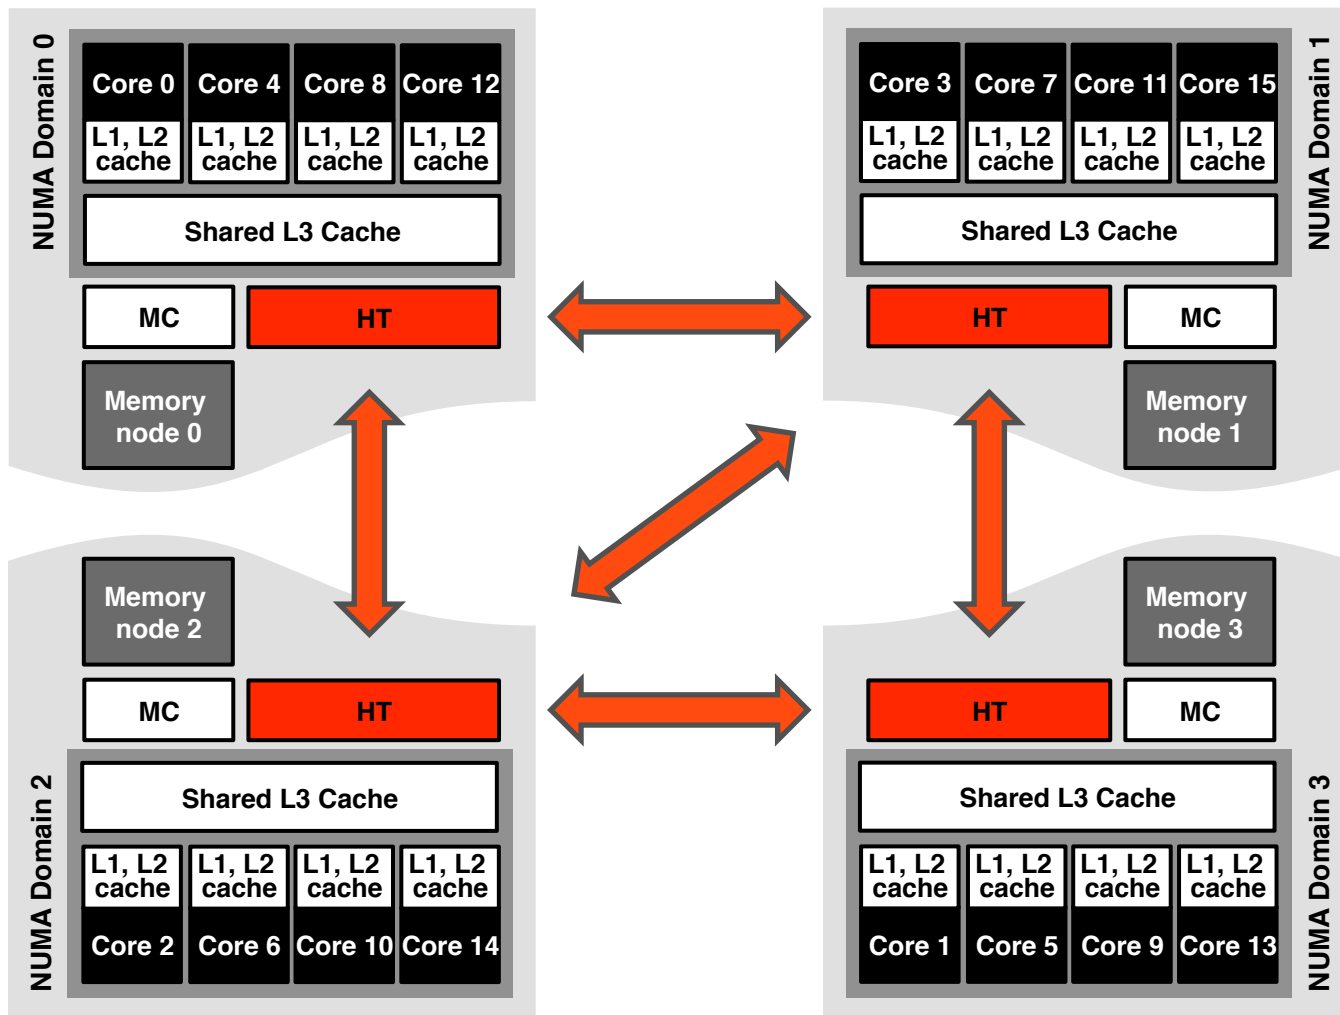 NUMA Domain 0
Core 0 Core 4 Core 8 Core 12
L1, L2 L1, L2 L1, L2 L1, L2
cache cache cache cache
Shared L3 Cache
MC HT
Memory
node 0
NUMA Domain 1
Core 3 Core 7 Core 11 Core 15
L1, L2 L1, L2 L1, L2 L1, L2
cache cache cache cache
Shared L3 Cache
HT MC
Memory
node 1
NUMA Domain 2
Memory
node 2
MC HT
Shared L3 Cache
L1, L2 L1, L2 L1, L2 L1, L2
cache cache cache cache
Core 2 Core 6 Core 10 Core 14
NUMA Domain 3
Memory
node 3
HT MC
Shared L3 Cache
L1, L2 L1, L2 L1, L2 L1, L2
cache cache cache cache
Core 1 Core 5 Core 9 Core 13